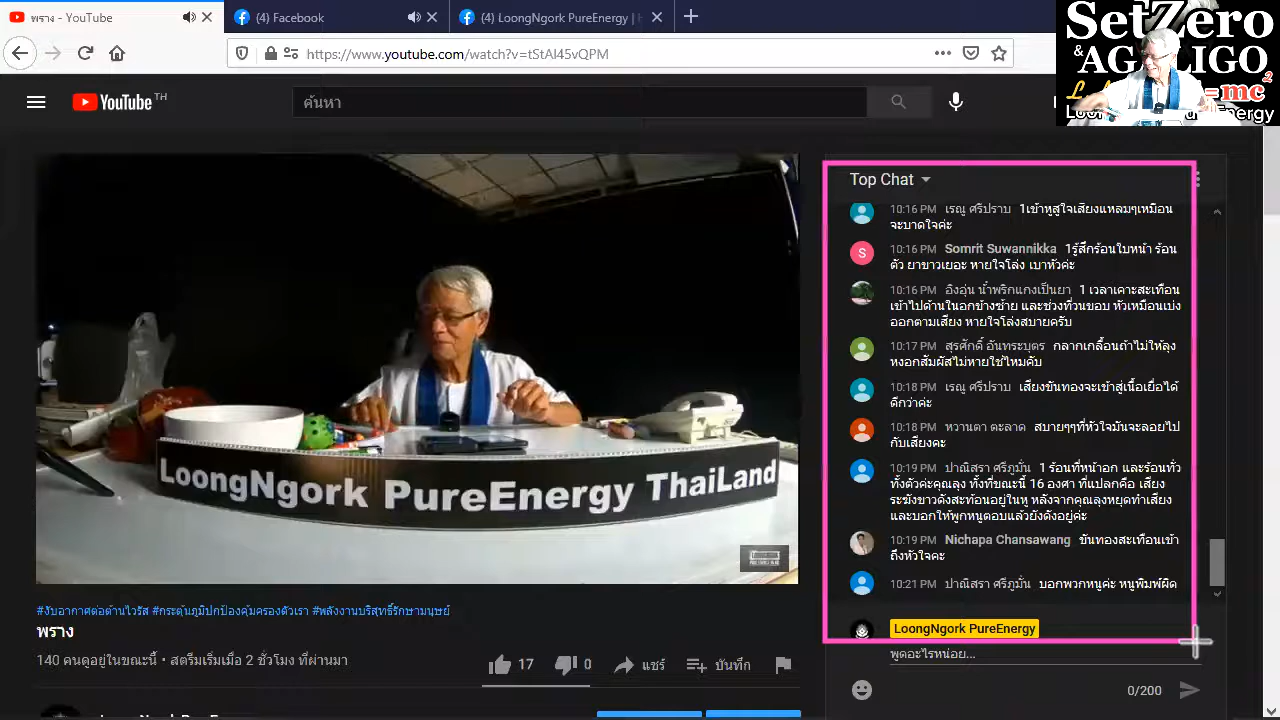 พราง - YouTube
(4) Facebook
(4) LoongNgork PureEnergy |
https://www.youtube.com/watch?v=tStAI45vQPM
SetZero
&
=mc²
YouTube TH
ค้นหา
LoongNgork PureEnergy ThaiLand
#งับอากาศต่อต้านไวรัส #กระตุ้นภูมิปกป้องคุ้มครองตัวเรา #พลังงานบริสุทธิ์รักษามนุษย์
พราง
140 คนดูอยู่ในขณะนี้ • สตรีมเริ่มเมื่อ 2 ชั่วโมง ที่ผ่านมา
17
0
แชร์
บันทึก
Top Chat
10:16 PM เรณู ศรีปราบ 1เข้าหูสูใจเสียงแหลมๆเหมือน
จะบาดใจค่ะ
S
10:16 PM Somrit Suwannikka 1รู้สึกร้อนใบหน้า ร้อน
ตัว ยาขาวเยอะ หายใจโล่ง เบาหัวค่ะ
10:16 PM อิงอุ่น น้ำพริกแกงเป็นยา 1 เวลาเคาะสะเทือน
เข้าไปด้านในอกข้างซ้าย และช่วงที่วนขอบ หัวเหมือนเบ่ง
ออกตามเสียง หายใจโล่งสบายครับ
10:17 PM สุรศักดิ์ อันทระบุตร กลากเกลื้อนถ้าไม่ให้ลุง
หงอกสัมผัสไม่หายใช่ไหมคับ
10:18 PM เรณู ศรีปราบ เสียงขันทองจะเข้าสู่เนื้อเยื่อได้
ดีกว่าค่ะ
10:18 PM หวานตา ตะลาด สบายๆๆที่หัวใจมันจะลอยไป
กับเสียงคะ
10:19 PM ปาณิสรา ศรีภูมั่น 1 ร้อนที่หน้าอก และร้อนทั่ว
ทั้งตัวค่ะคุณลุง ทั้งที่ขณะนี้ 16 องศา ที่แปลกคือ เสียง
ระฆังขาวดังสะท้อนอยู่ในหู หลังจากคุณลุงหยุดทำเสียง
และบอกให้พูกหนูตอบแล้วยังดังอยู่ค่ะ
10:19 PM Nichapa Chansawang ขันทองสะเทือนเข้า
ถึงหัวใจคะ
10:21 PM ปาณิสรา ศรีภูมั่น บอกพวกหนูค่ะ หนูพิมพ์ผิด
LoongNgork PureEnergy
พูดอะไรหน่อย...
0/200